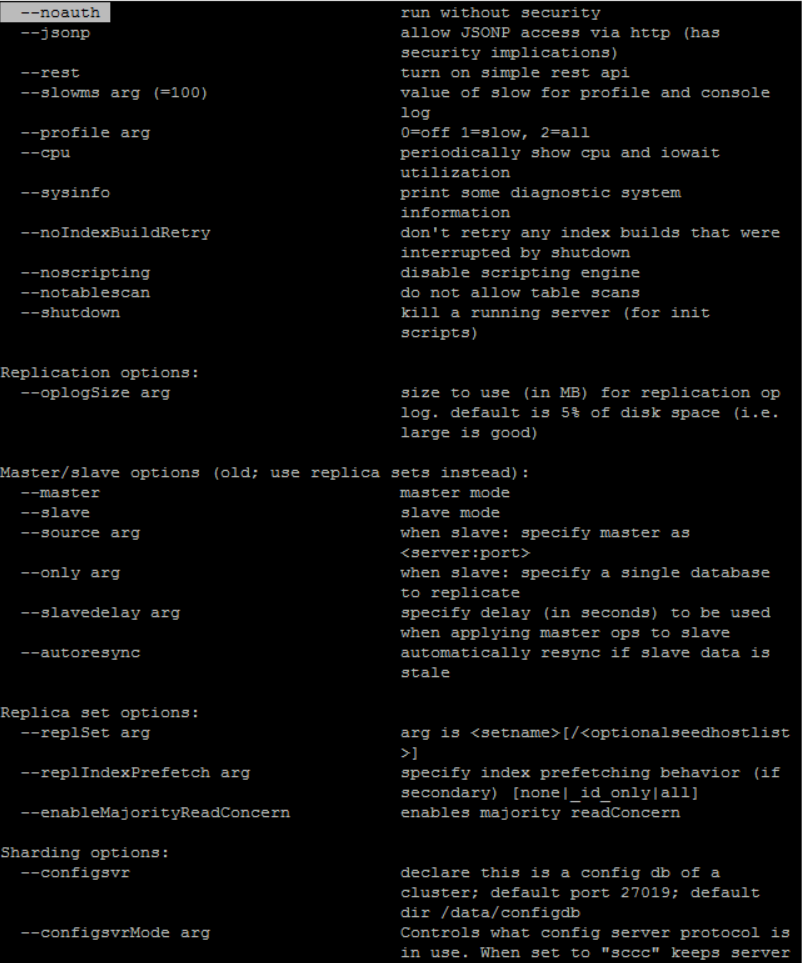 --noauth run without security
--jsonp allow JSONP access via http (has
security implications)
--rest turn on simple rest api
--slowms arg (=100) value of slow for profile and console
log
--profile arg 0=off 1=slow, 2=all
--cpu periodically show cpu and iowait
utilization
--sysinfo print some diagnostic system
information
--noIndexBuildRetry don't retry any index builds that were
interrupted by shutdown
--noscripting disable scripting engine
--notablescan do not allow table scans
--shutdown kill a running server (for init
scripts)
Replication options:
--oplogSize arg size to use (in MB) for replication op
log. default is 5% of disk space (i.e.
large is good)
Master/slave options (old; use replica sets instead):
--master master mode
--slave slave mode
--source arg when slave: specify master as
<server:port>
--only arg when slave: specify a single database
to replicate
--slavedelay arg specify delay (in seconds) to be used
when applying master ops to slave
--autoresync automatically resync if slave data is
stale
Replica set options:
--replSet arg arg is <setname>[/<optionalseedhostlist
>]
--replIndexPrefetch arg specify index prefetching behavior (if
secondary) [none|_id_only|all]
--enableMajorityReadConcern enables majority readConcern
Sharding options:
--configsvr declare this is a config db of a
cluster; default port 27019; default
dir /data/configdb
--configsvrMode arg Controls what config server protocol is
in use. When set to "sccc" keeps server